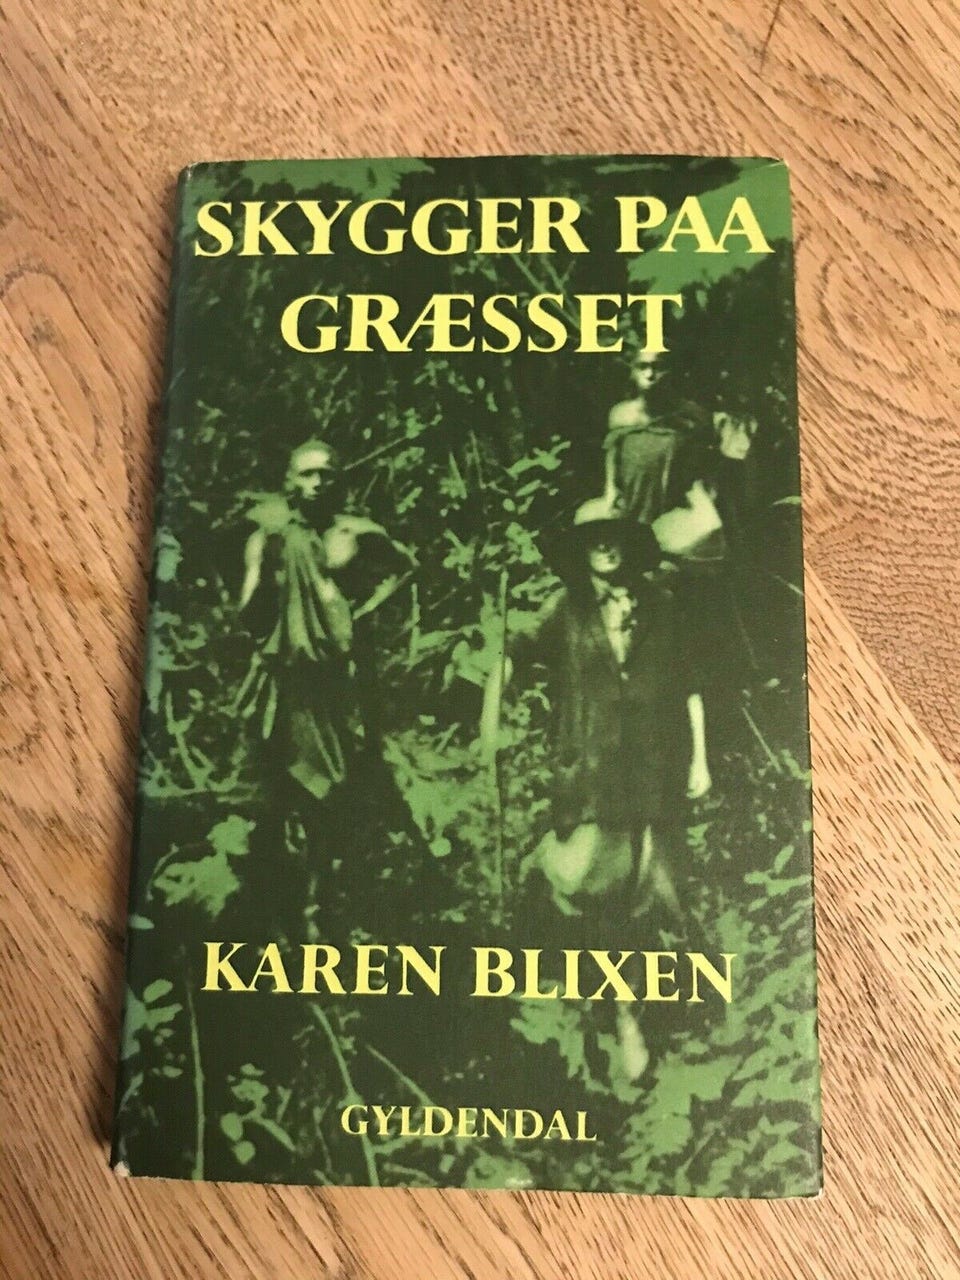 SKYGGER PAA
GRÆSSET
KAREN BLIXEN
GYLDENDAL